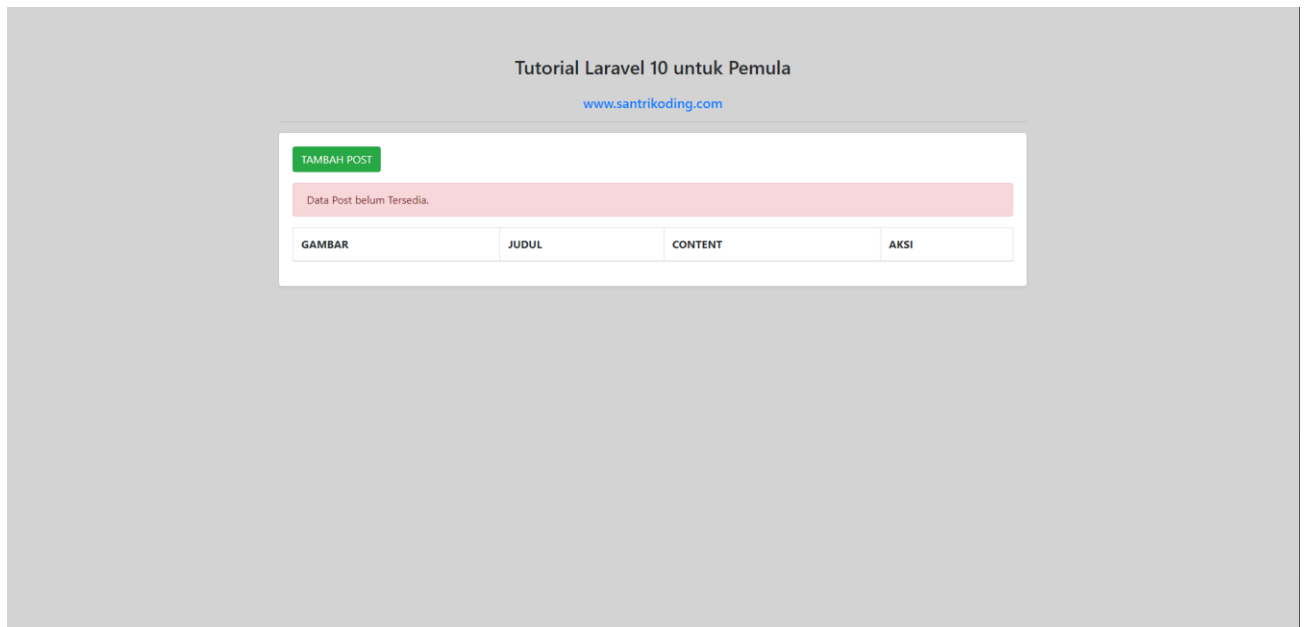 Tutorial Laravel 10 untuk Pemula
www.santrikoding.com
TAMBAH POST
Data Post belum Tersedia.
GAMBAR JUDUL CONTENT AKSI